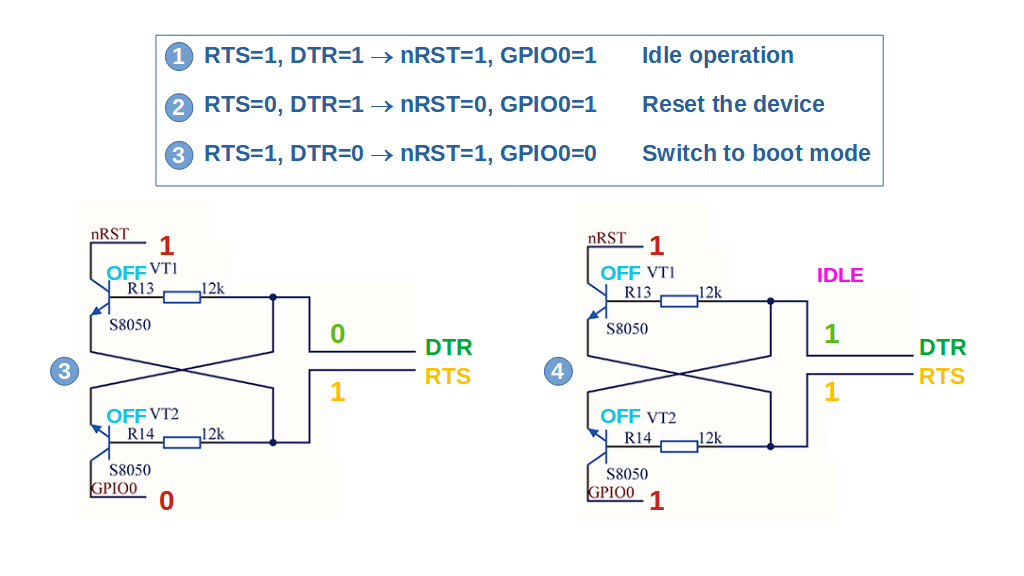 1 RTS=1, DTR=1 → nRST=1, GPIO0=1 Idle operation
2 RTS=0, DTR=1 → nRST=0, GPIO0=1 Reset the device
3 RTS=1, DTR=0 → nRST=1, GPIO0=0 Switch to boot mode
nRST 1
OFF VT1
R13 12k
S8050
0
DTR
3
RTS
1
OFF VT2
R14 12k
S8050
GPIO0 0
nRST 1
OFF VT1
IDLE
R13 12k
S8050
1
DTR
4
RTS
1
OFF VT2
R14 12k
S8050
GPIO0 1